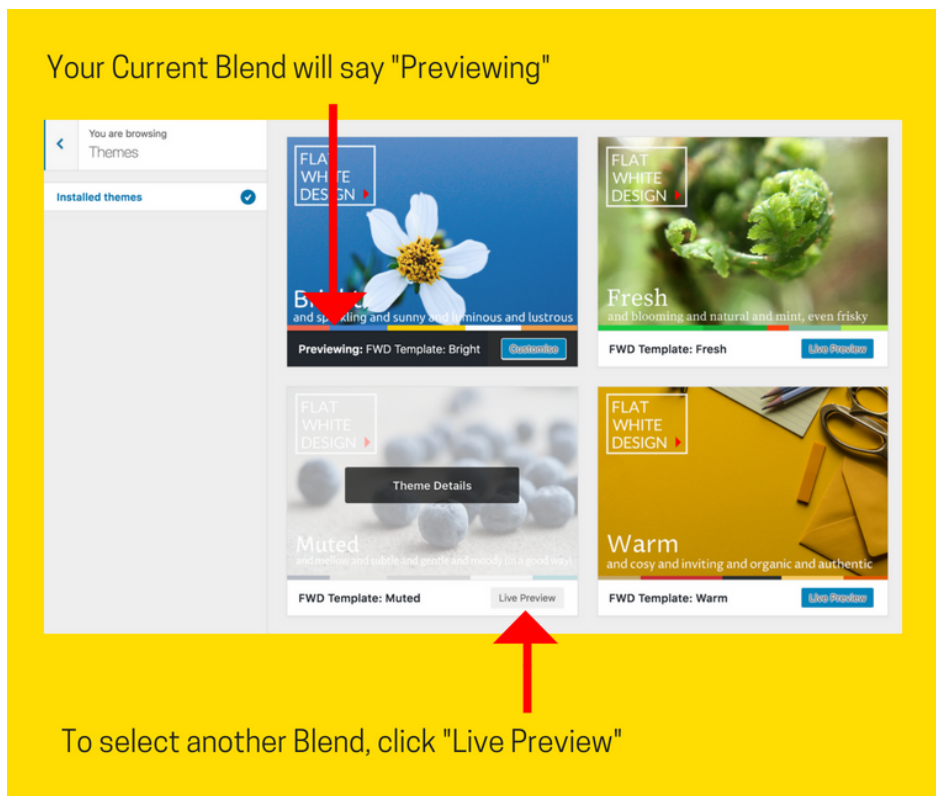 Your Current Blend will say "Previewing"
You are browsing
Themes
Installed themes
FLAT
WHITE
DESIGN
Bright
and sparkling and sunny and luminous and lustrous
Previewing: FWD Template: Bright
Customise
FLAT
WHITE
DESIGN
Fresh
and blooming and natural and mint, even frisky
FWD Template: Fresh
Live Preview
FLAT
WHITE
DESIGN
Theme Details
Muted
and mellow and subtle and gentle and moody (in a good way)
FWD Template: Muted
Live Preview
FLAT
WHITE
DESIGN
Warm
and cosy and inviting and organic and authentic
FWD Template: Warm
Live Preview
To select another Blend, click "Live Preview"